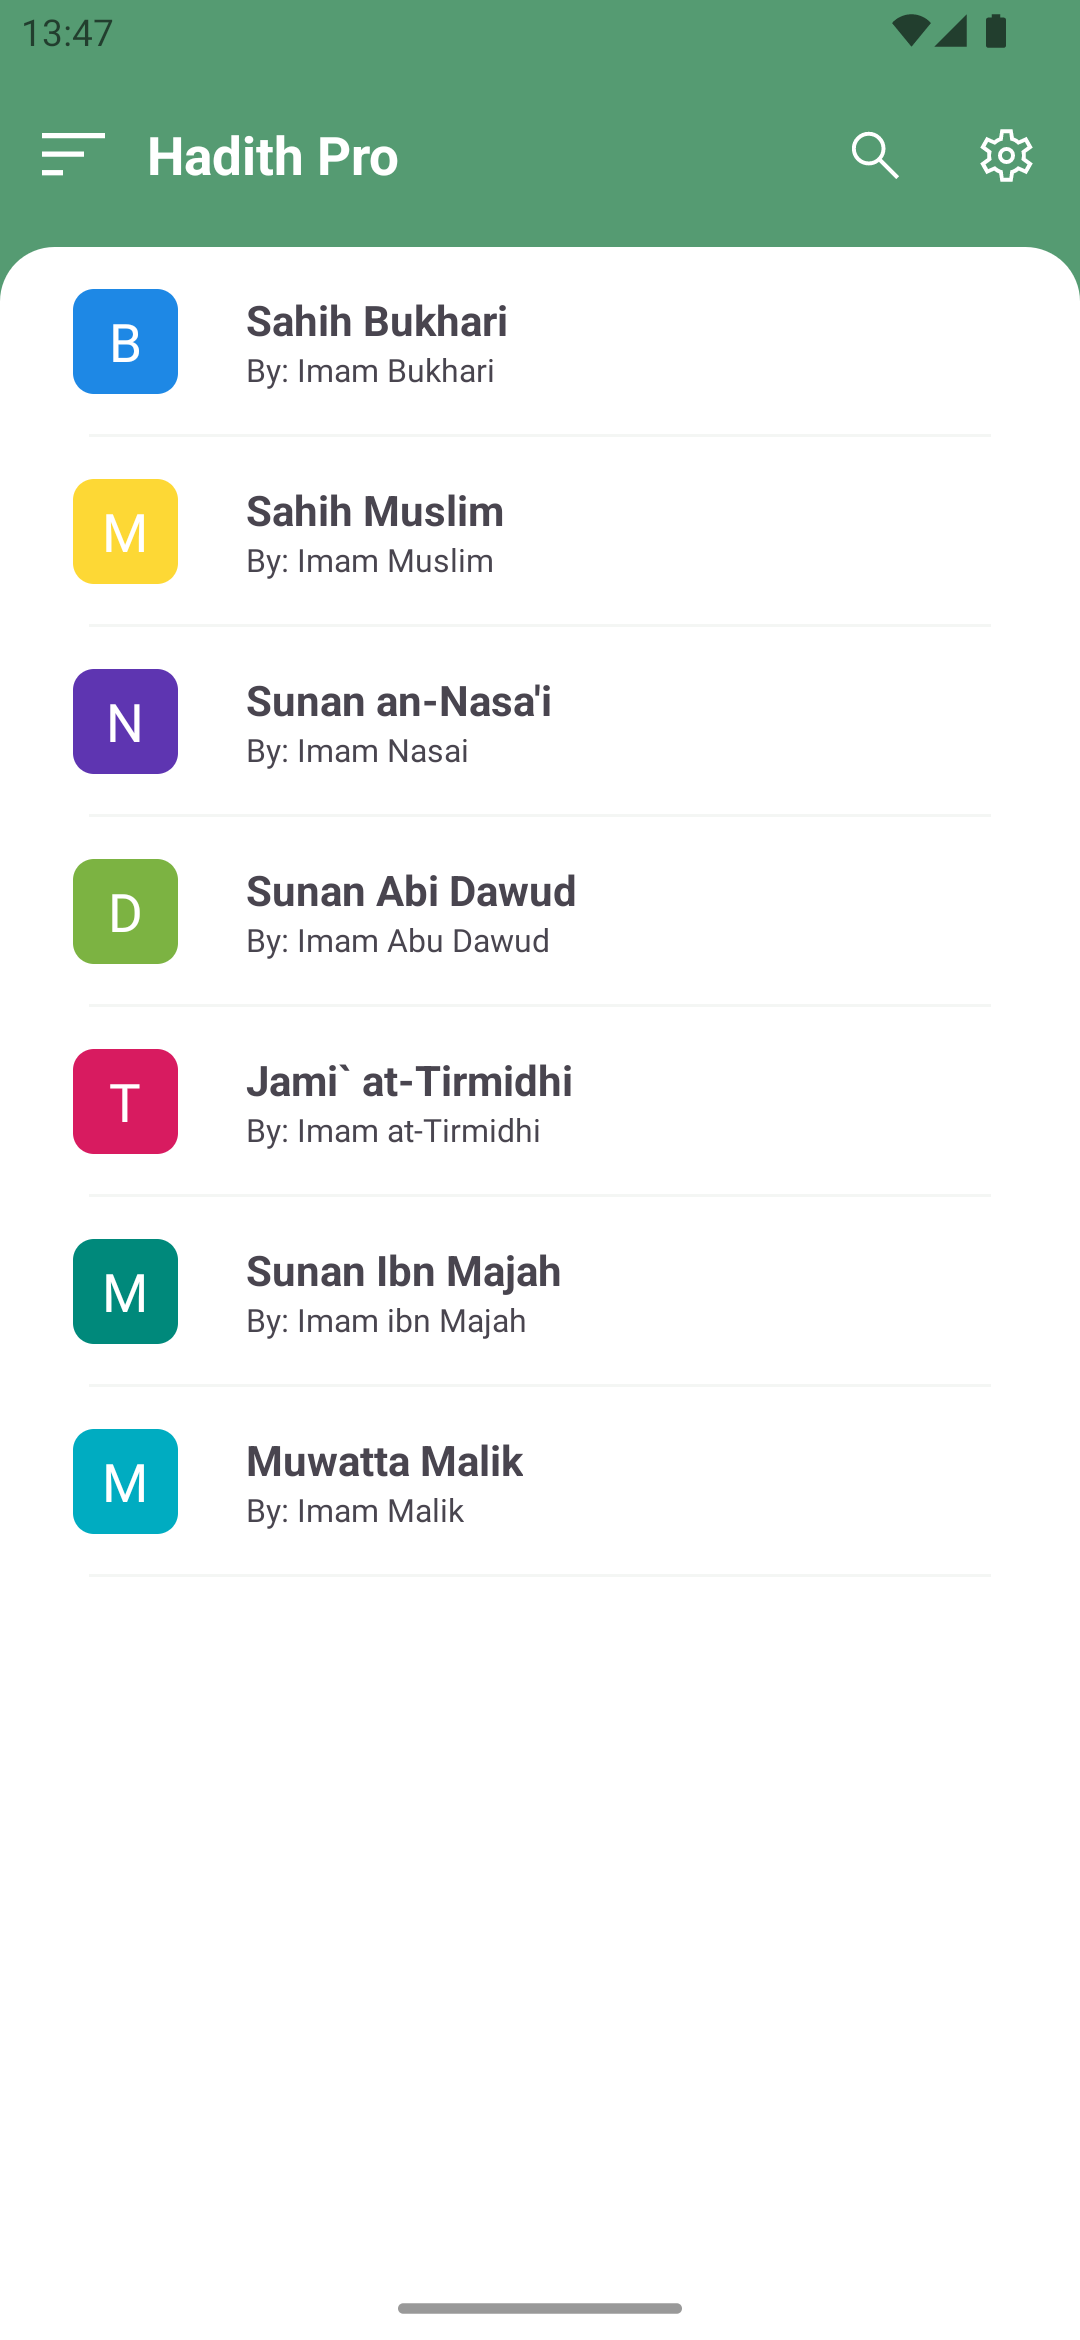 13:47
Hadith Pro
B
Sahih Bukhari
By: Imam Bukhari
M
Sahih Muslim
By: Imam Muslim
N
Sunan an-Nasa'i
By: Imam Nasai
D
Sunan Abi Dawud
By: Imam Abu Dawud
T
Jami` at-Tirmidhi
By: Imam at-Tirmidhi
M
Sunan Ibn Majah
By: Imam ibn Majah
M
Muwatta Malik
By: Imam Malik